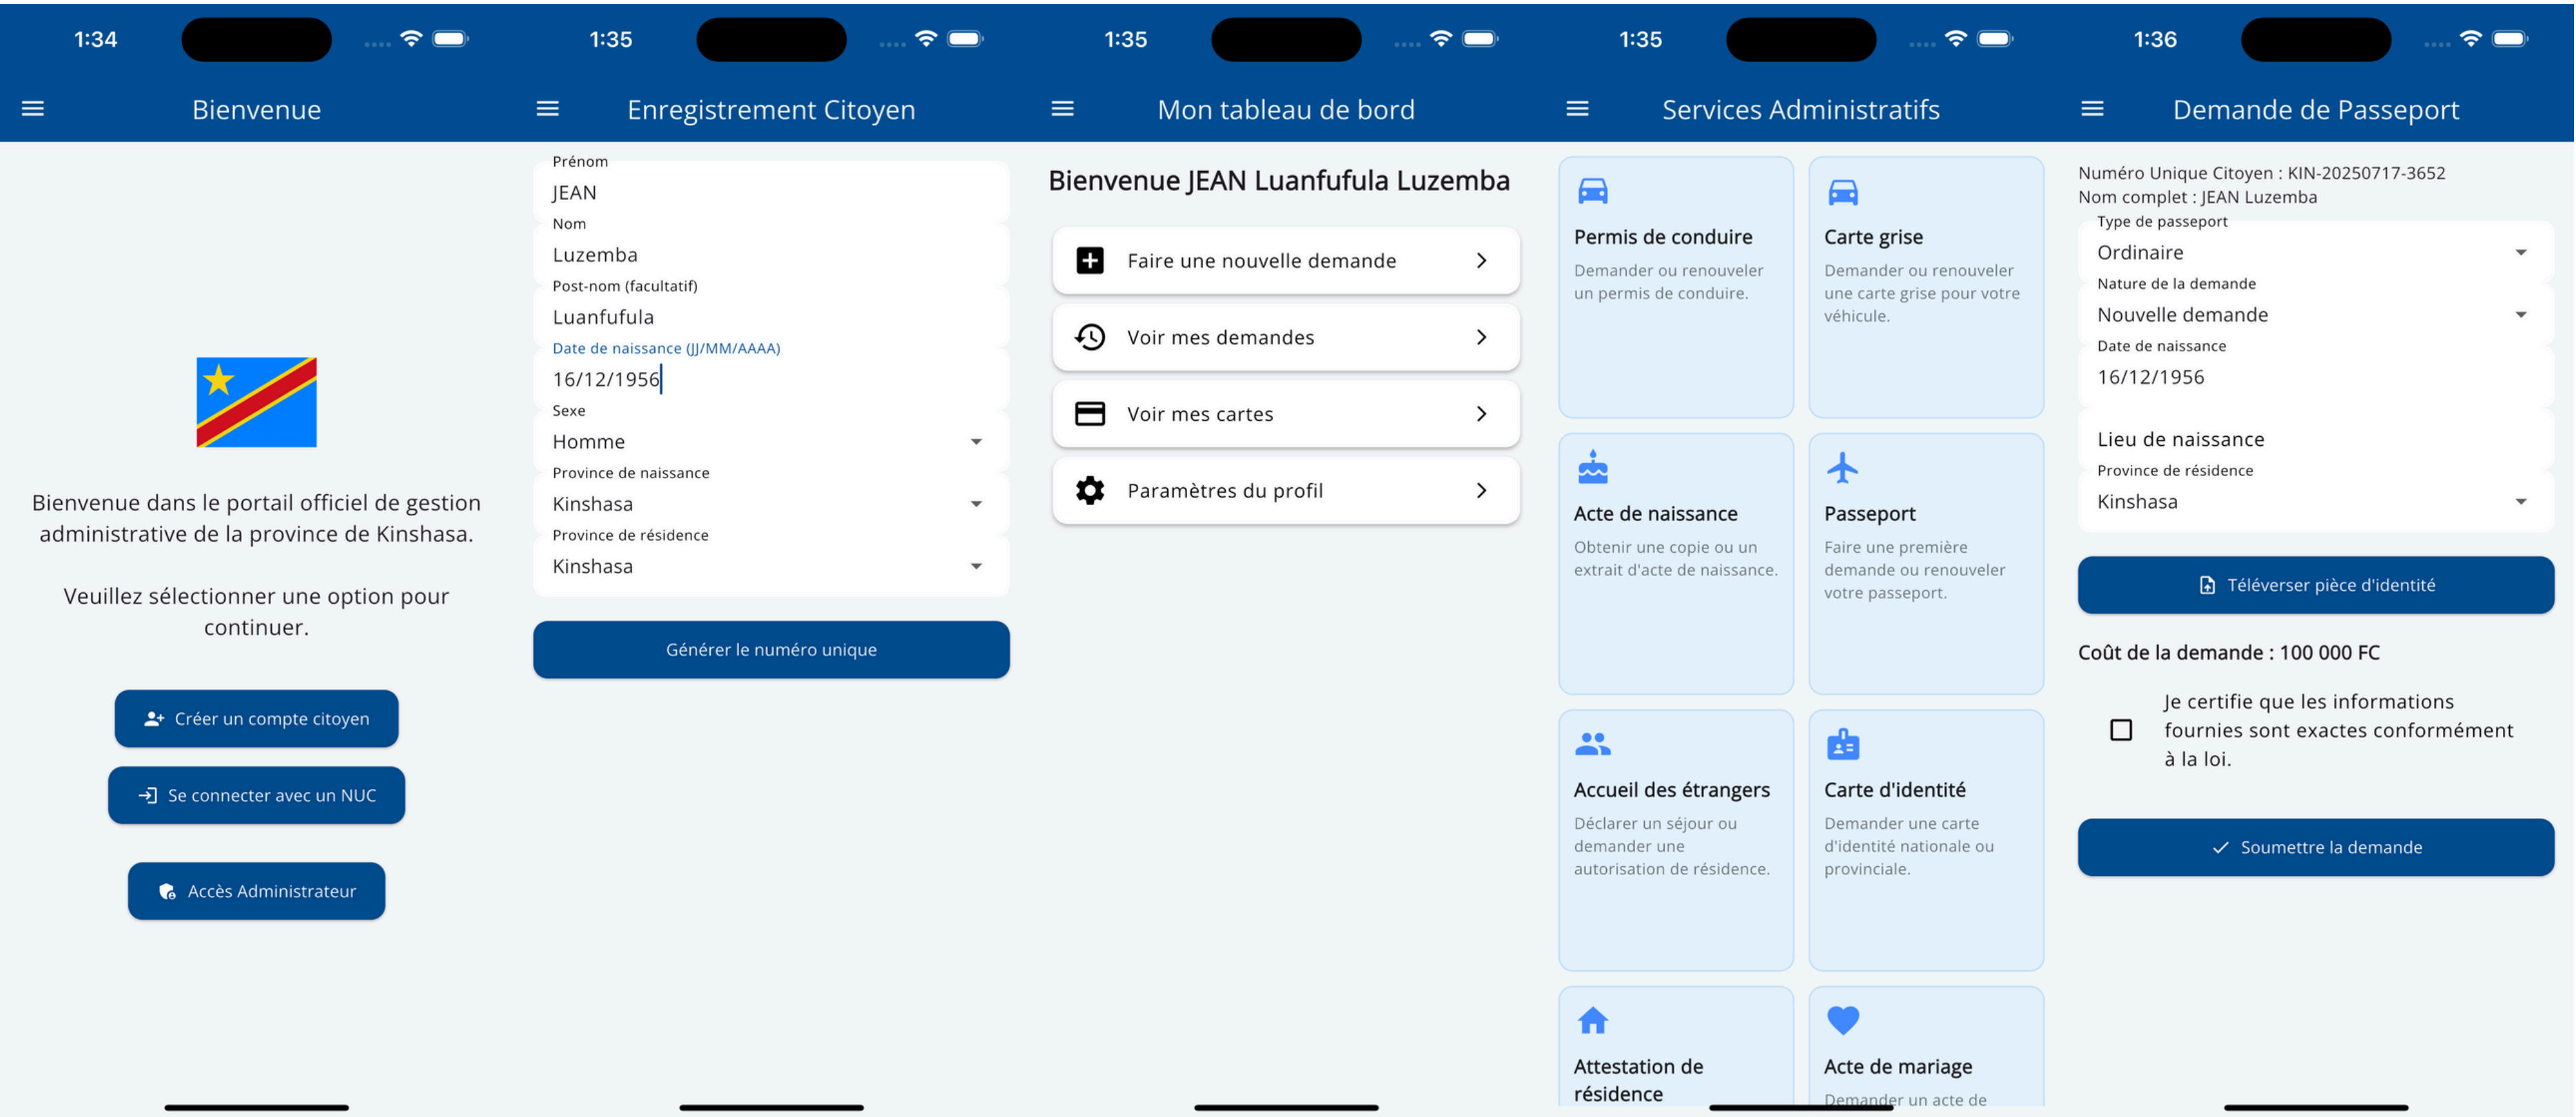 1:34
Bienvenue
Bienvenue dans le portail officiel de gestion
administrative de la province de Kinshasa.
Veuillez sélectionner une option pour
continuer.
Créer un compte citoyen
Se connecter avec un NUC
Accès Administrateur
1:35
Enregistrement Citoyen
Prénom
JEAN
Nom
Luzemba
Post-nom (facultatif)
Luanfufula
Date de naissance (JJ/MM/AAAA)
16/12/1956
Sexe
Homme
Province de naissance
Kinshasa
Province de résidence
Kinshasa
Générer le numéro unique
1:35
Mon tableau de bord
Bienvenue JEAN Luanfufula Luzemba
Faire une nouvelle demande
Voir mes demandes
Voir mes cartes
Paramètres du profil
1:35
Services Administratifs
Permis de conduire
Demander ou renouveler
un permis de conduire.
Carte grise
Demander ou renouveler
une carte grise pour votre
véhicule.
Acte de naissance
Obtenir une copie ou un
extrait d'acte de naissance.
Passeport
Faire une première
demande ou renouveler
votre passeport.
Accueil des étrangers
Déclarer un séjour ou
demander une
autorisation de résidence.
Carte d'identité
Demander une carte
d'identité nationale ou
provinciale.
Attestation de
résidence
Acte de mariage
Demander un acte de
1:36
Demande de Passeport
Numéro Unique Citoyen : KIN-20250717-3652
Nom complet : JEAN Luzemba
Type de passeport
Ordinaire
Nature de la demande
Nouvelle demande
Date de naissance
16/12/1956
Lieu de naissance
Province de résidence
Kinshasa
Téléverser pièce d'identité
Coût de la demande : 100 000 FC
Je certifie que les informations
fournies sont exactes conformément
à la loi.
Soumettre la demande